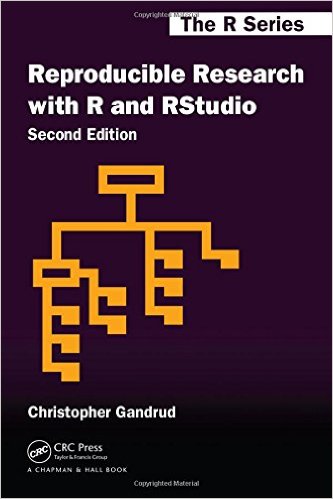 The R Series
Reproducible Research
with R and RStudio
Second Edition
Christopher Gandrud
CRC
CRC Press
Taylor & Francis Group
A CHAPMAN & HALL BOOK